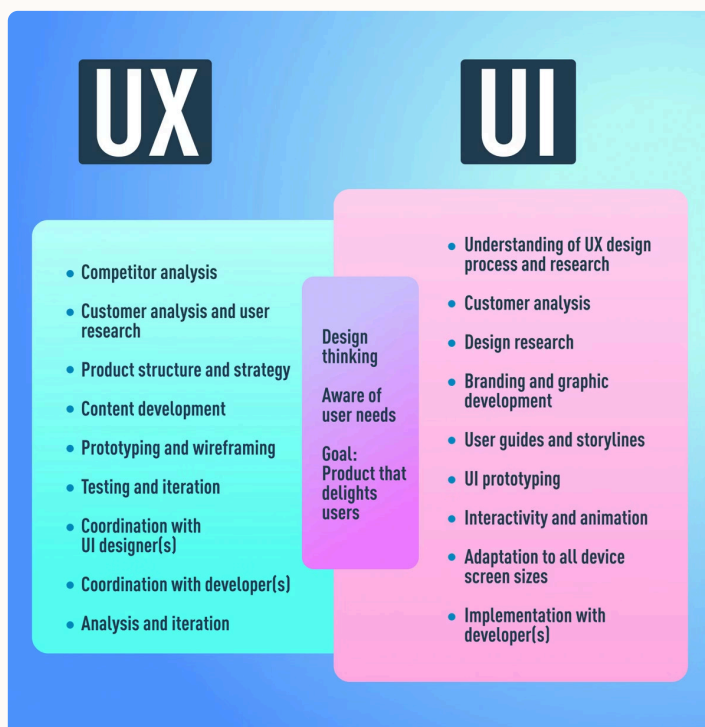 UX
Competitor analysis
Customer analysis and user
research
Product structure and strategy
Content development
Prototyping and wireframing
Testing and iteration
Coordination with
UI designer(s)
Coordination with developer(s)
Analysis and iteration
Design
thinking
Aware of
user needs
Goal:
Product that
delights
users
UI
Understanding of UX design
process and research
Customer analysis
Design research
Branding and graphic
development
User guides and storylines
UI prototyping
Interactivity and animation
Adaptation to all device
screen sizes
Implementation with
developer(s)